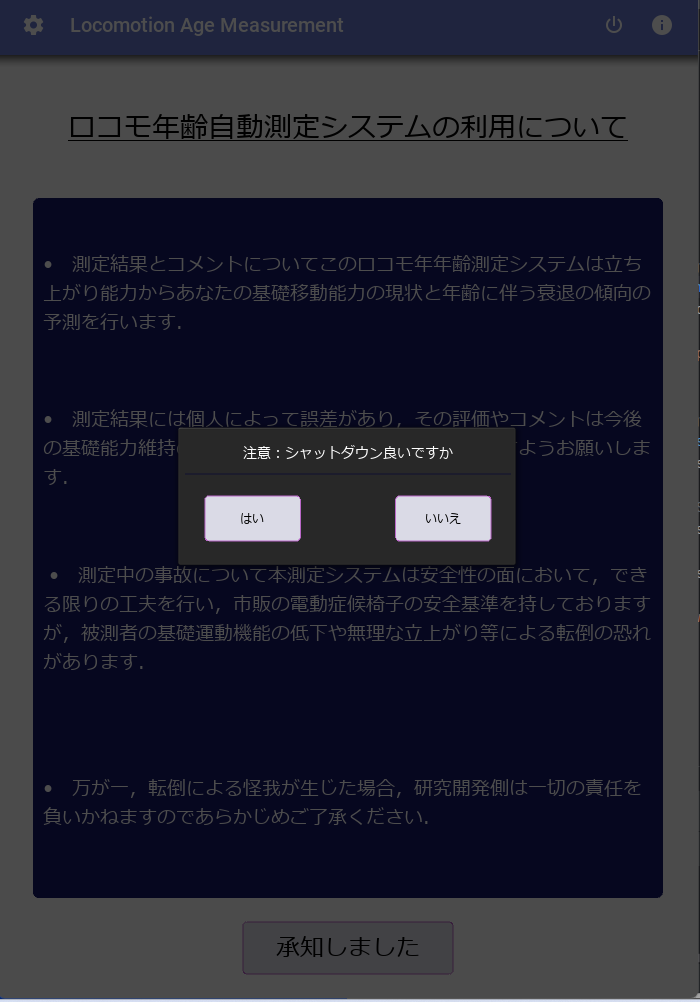 Locomotion Age Measurement
ロコモ年齢自動測定システムの利用について
• 測定結果とコメントについてこのロコモ年年齢測定システムは立ち
上がり能力からあなたの基礎移動能力の現状と年齢に伴う衰退の傾向の
予測を行います.
• 測定結果には個人によって誤差があり，その評価やコメントは今後
の基礎能力維持
ようお願いしま
す.
注意：シャットダウン良いですか
はい
いいえ
• 測定中の事故について本測定システムは安全性の面において，でき
る限りの工夫を行い，市販の電動症候椅子の安全基準を持しております
が，被測者の基礎運動機能の低下や無理な立上がり等による転倒の恐れ
があります.
• 万が一，転倒による怪我が生じた場合，研究開発側は一切の責任を
負いかねますのであらかじめご了承ください.
承知しました